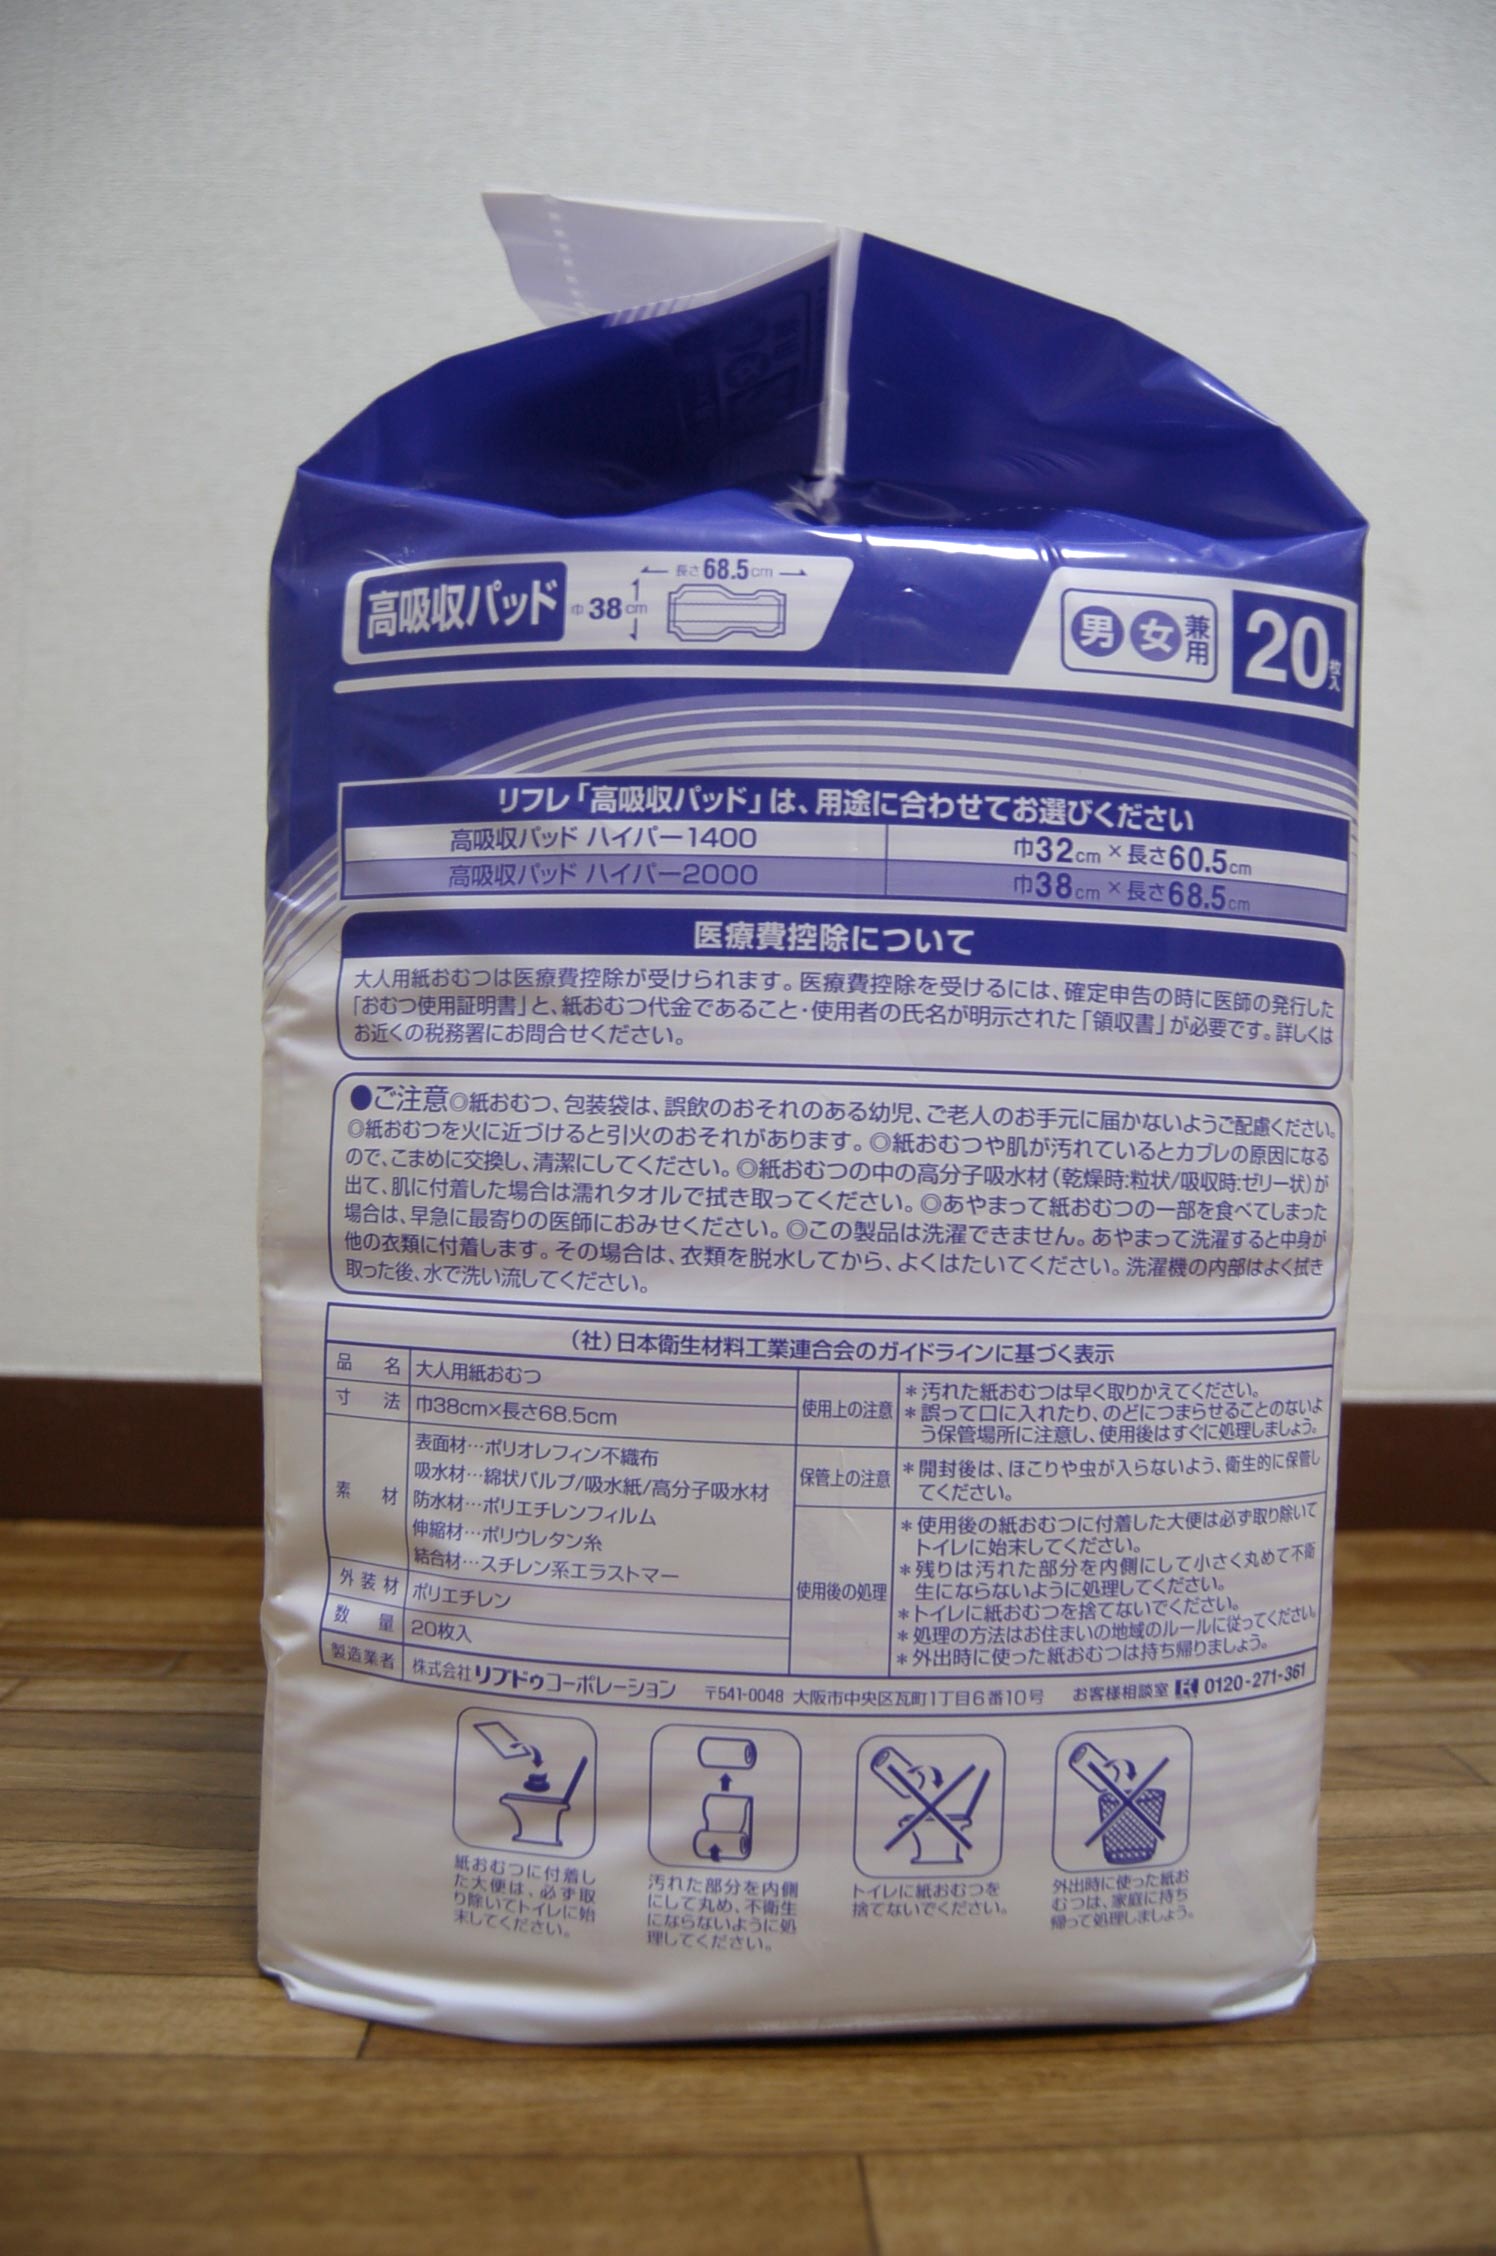 高吸収パッド
長さ68.5cm
巾38cm
男女兼用
20枚入
リフレ「高吸収パッド」は、用途に合わせてお選びください
高吸収パッド ハイパー1400 巾32cm×長さ60.5cm
高吸収パッド ハイパー2000 巾38cm×長さ68.5cm
医療費控除について
大人用紙おむつは医療費控除が受けられます。医療費控除を受けるには、確定申告の時に医師の発行した
「おむつ使用証明書」と、紙おむつ代金であること・使用者の氏名が明示された「領収書」が必要です。詳しくは
お近くの税務署にお問合せください。
●ご注意◎紙おむつ、包装袋は、誤飲のおそれのある幼児、ご老人のお手元に届かないようご配慮ください。
◎紙おむつを火に近づけると引火のおそれがあります。◎紙おむつや肌が汚れているとカブレの原因になる
ので、こまめに交換し、清潔にしてください。◎紙おむつの中の高分子吸水材(乾燥時:粒状/吸収時:ゼリー状)が
出て、肌に付着した場合は濡れタオルで拭き取ってください。◎あやまって紙おむつの一部を食べてしまった
場合は、早急に最寄りの医師におみせください。◎この製品は洗濯できません。あやまって洗濯すると中身が
他の衣類に付着します。その場合は、衣類を脱水してから、よくはたいてください。洗濯機の内部はよく拭き
取った後、水で洗い流してください。
(社)日本衛生材料工業連合会のガイドラインに基づく表示
品名 大人用紙おむつ
寸法 巾38cm×長さ68.5cm
素材 表面材…ポリオレフィン不織布
吸水材…綿状パルプ/吸水紙/高分子吸水材
防水材…ポリエチレンフィルム
伸縮材…ポリウレタン糸
結合材…スチレン系エラストマー
外装材 ポリエチレン
数量 20枚入
使用上の注意 *汚れた紙おむつは早く取りかえてください。
*誤って口に入れたり、のどにつまらせることのないよ
う保管場所に注意し、使用後はすぐに処理しましょう。
保管上の注意 *開封後は、ほこりや虫が入らないよう、衛生的に保管し
てください。
使用後の処理 *使用後の紙おむつに付着した大便は必ず取り除いて
トイレに始末してください。
*残りは汚れた部分を内側にして小さく丸めて不衛
生にならないように処理してください。
*トイレに紙おむつを捨てないでください。
*処理の方法はお住まいの地域のルールに従ってください。
*外出時に使った紙おむつは持ち帰りましょう。
製造業者 株式会社リブドゥコーポレーション 〒541-0048 大阪市中央区瓦町1丁目6番10号 お客様相談室 0120-271-361
紙おむつに付着し
た大便は、必ず取
り除いてトイレに始
末してください。
汚れた部分を内側
にして丸め、不衛生
にならないように処
理してください。
トイレに紙おむつを
捨てないでください。
外出時に使った紙お
むつは、家庭に持ち
帰って処理しましょう。